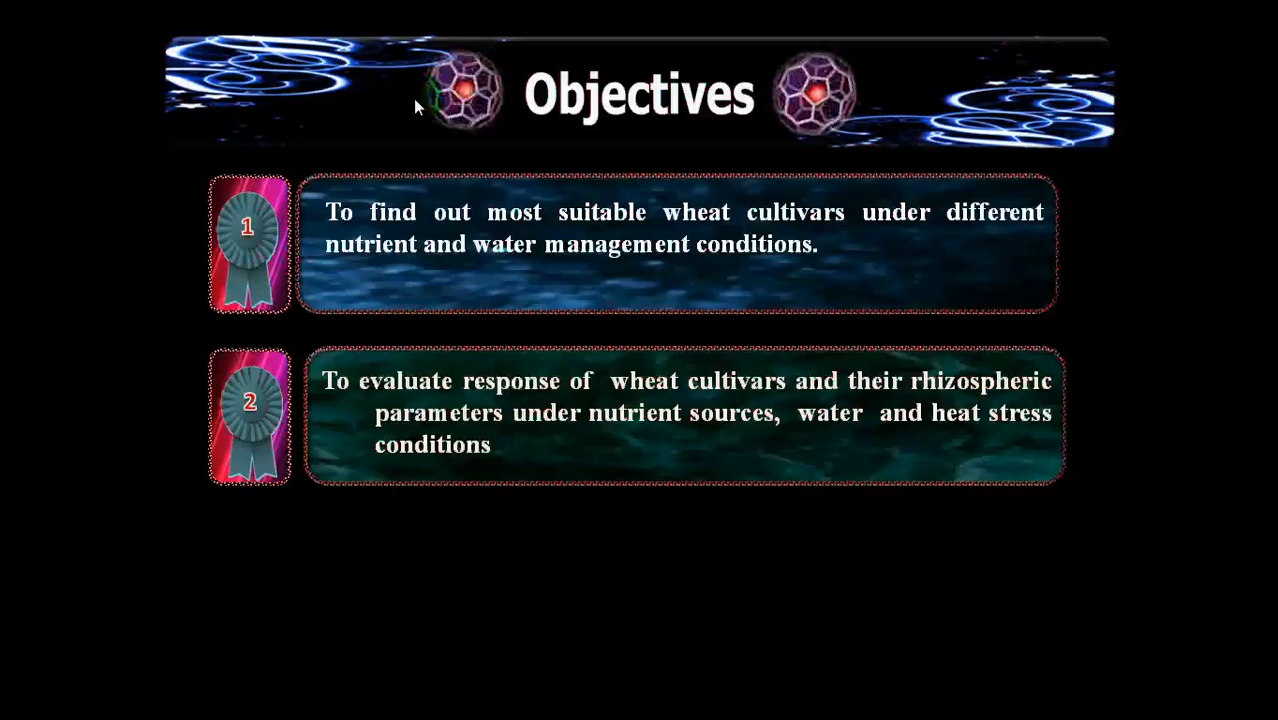 Objectives
1
To find out most suitable wheat cultivars under different
nutrient and water management conditions.
2
To evaluate response of wheat cultivars and their rhizospheric
parameters under nutrient sources, water and heat stress
conditions